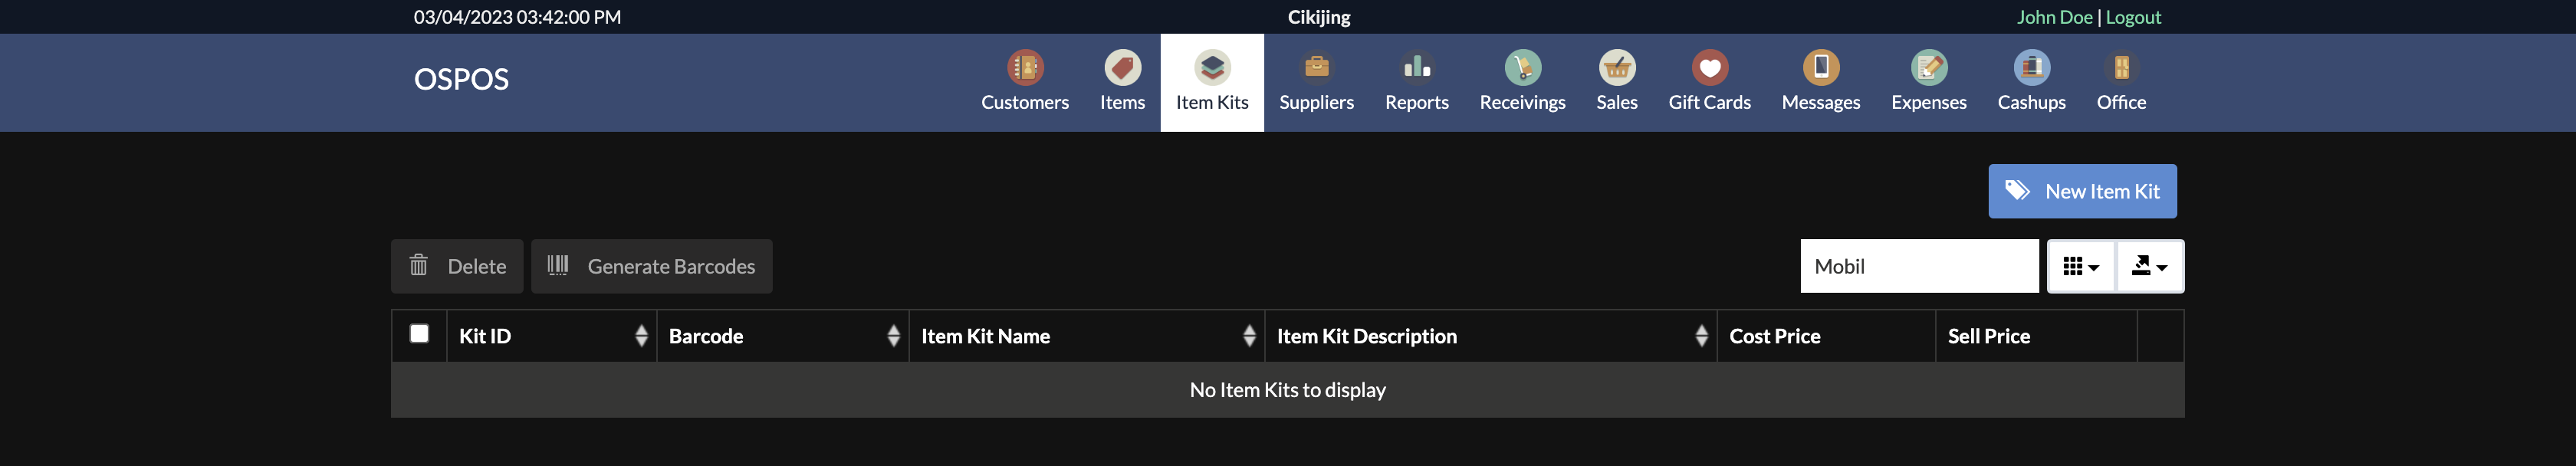 03/04/2023 03:42:00 PM
Cikijing
John Doe | Logout
OSPOS
Customers
Items
Item Kits
Suppliers
Reports
Receivings
Sales
Gift Cards
Messages
Expenses
Cashups
Office
New Item Kit
Delete
Generate Barcodes
Mobil
Kit ID
Barcode
Item Kit Name
Item Kit Description
Cost Price
Sell Price
No Item Kits to display